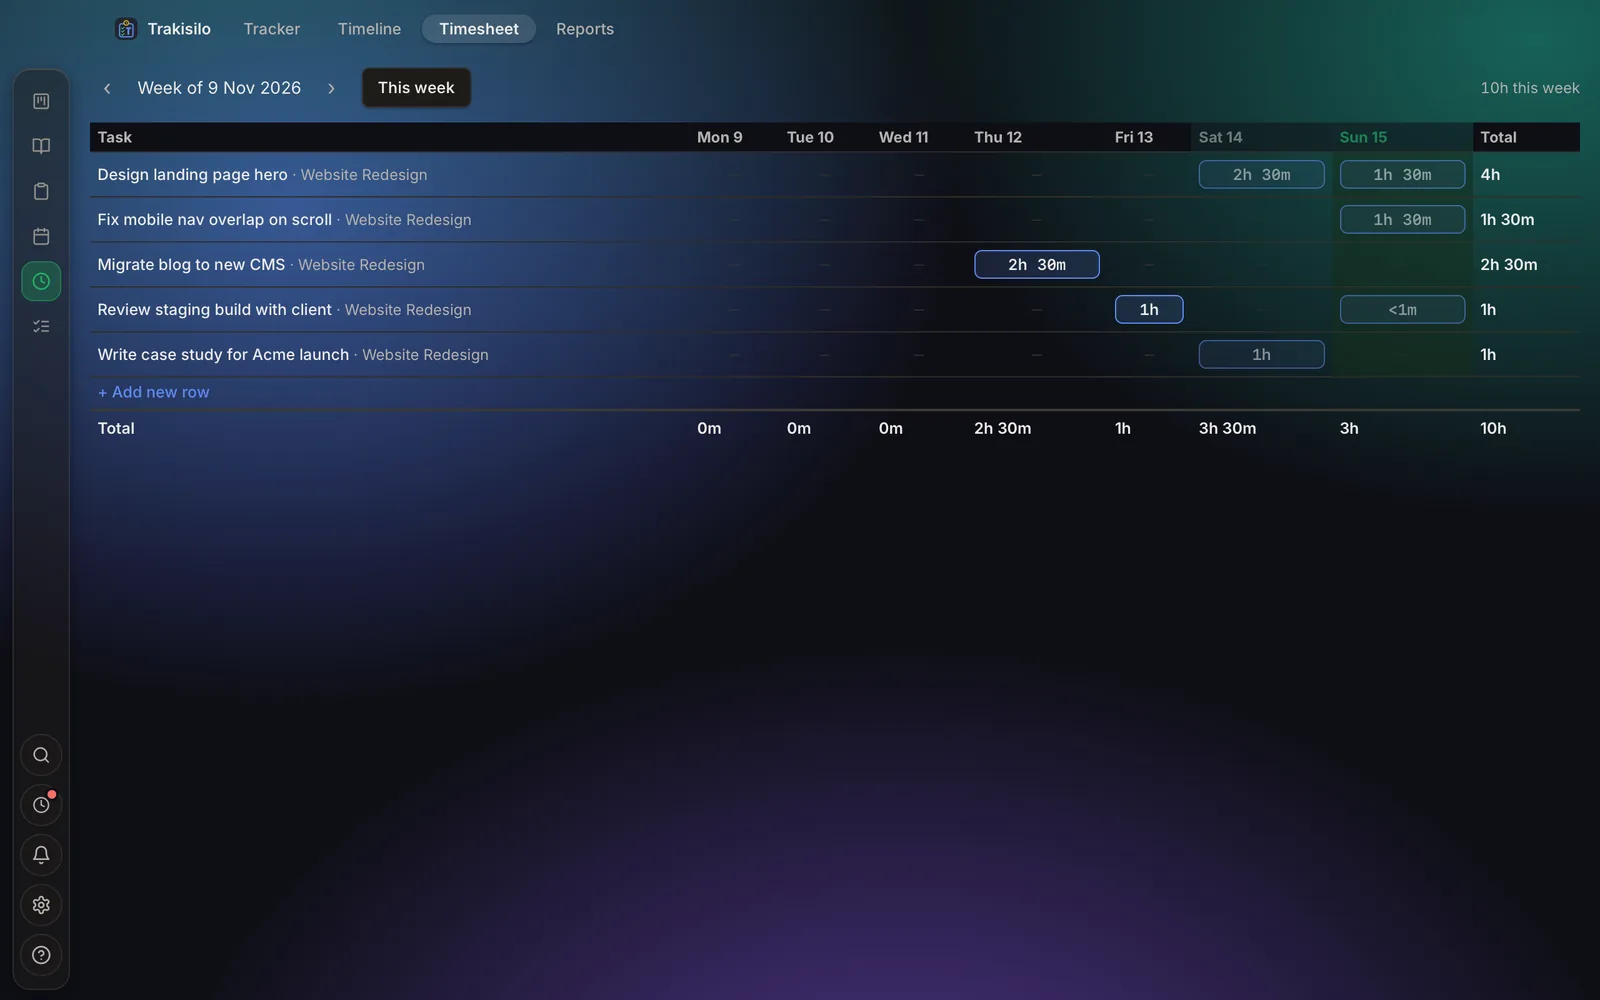 Trakisilo Tracker Timeline Timesheet Reports
‹ Week of 9 Nov 2026 › This week 10h this week
Task Mon 9 Tue 10 Wed 11 Thu 12 Fri 13 Sat 14 Sun 15 Total
Design landing page hero · Website Redesign — — — — — 2h 30m 1h 30m 4h
Fix mobile nav overlap on scroll · Website Redesign — — — — — — 1h 30m 1h 30m
Migrate blog to new CMS · Website Redesign — — — 2h 30m — — — 2h 30m
Review staging build with client · Website Redesign — — — — 1h — <1m 1h
Write case study for Acme launch · Website Redesign — — — — — 1h — 1h
+ Add new row
Total 0m 0m 0m 2h 30m 1h 3h 30m 3h 10h